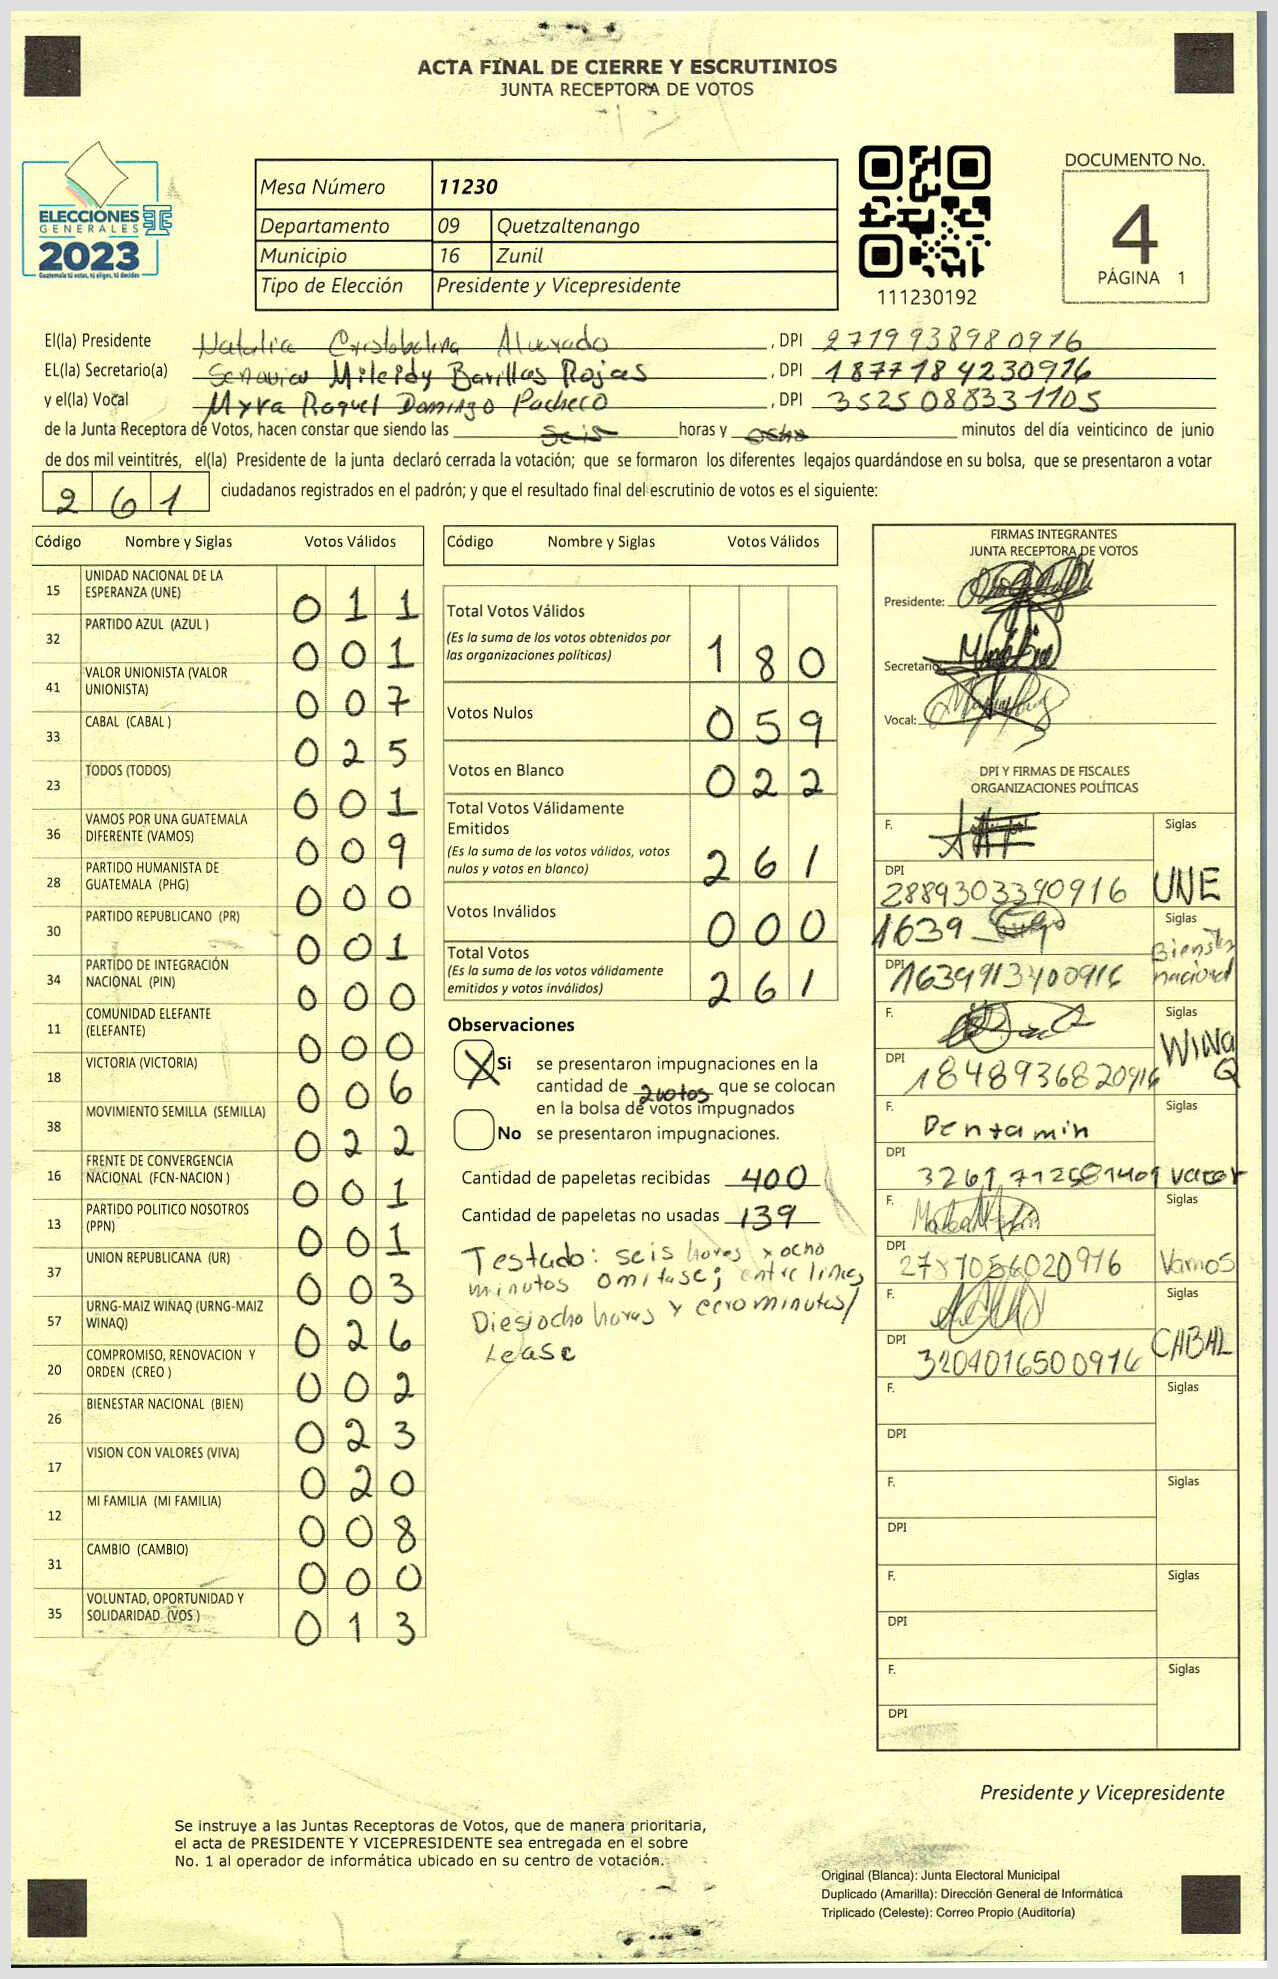 ACTA FINAL DE CIERRE Y ESCRUTINIOS
JUNTA RECEPTORA DE VOTOS
ELECCIONES
GENERALES
2023
Guatemala tú votas, tú eliges, tú decides
Mesa Número 11230
Departamento 09 Quetzaltenango
Municipio 16 Zunil
Tipo de Elección Presidente y Vicepresidente
111230192
DOCUMENTO No.
4
PÁGINA 1
El(la) Presidente Natalia Cristobalina Alvarado, DPI 2719938980916
EL(la) Secretario(a) Mileidy Barillas Rojas, DPI 1877184230916
y el(la) Vocal Myra Raquel Domingo Pacheco, DPI 3525088331105
de la Junta Receptora de Votos, hacen constar que siendo las seis horas y ocho minutos del día veinticinco de junio
de dos mil veintitrés, el(la) Presidente de la junta declaró cerrada la votación; que se formaron los diferentes legajos guardándose en su bolsa, que se presentaron a votar
261 ciudadanos registrados en el padrón; y que el resultado final del escrutinio de votos es el siguiente:
Código Nombre y Siglas Votos Válidos
15 UNIDAD NACIONAL DE LA ESPERANZA (UNE) 011
32 PARTIDO AZUL (AZUL ) 001
41 VALOR UNIONISTA (VALOR UNIONISTA) 007
33 CABAL (CABAL ) 025
23 TODOS (TODOS) 001
36 VAMOS POR UNA GUATEMALA DIFERENTE (VAMOS) 009
28 PARTIDO HUMANISTA DE GUATEMALA (PHG) 000
30 PARTIDO REPUBLICANO (PR) 001
34 PARTIDO DE INTEGRACIÓN NACIONAL (PIN) 000
11 COMUNIDAD ELEFANTE (ELEFANTE) 000
18 VICTORIA (VICTORIA) 006
38 MOVIMIENTO SEMILLA (SEMILLA) 022
16 FRENTE DE CONVERGENCIA NACIONAL (FCN-NACION ) 001
13 PARTIDO POLITICO NOSOTROS (PPN) 001
37 UNION REPUBLICANA (UR) 003
57 URNG-MAIZ WINAQ (URNG-MAIZ WINAQ) 026
20 COMPROMISO, RENOVACION Y ORDEN (CREO ) 002
26 BIENESTAR NACIONAL (BIEN) 023
17 VISION CON VALORES (VIVA) 020
12 MI FAMILIA (MI FAMILIA) 008
31 CAMBIO (CAMBIO) 000
35 VOLUNTAD, OPORTUNIDAD Y SOLIDARIDAD (VOS ) 013
Código Nombre y Siglas Votos Válidos
Total Votos Válidos 180
(Es la suma de los votos obtenidos por
las organizaciones políticas)
Votos Nulos 059
Votos en Blanco 022
Total Votos Válidamente
Emitidos 261
(Es la suma de los votos válidos, votos
nulos y votos en blanco)
Votos Inválidos 000
Total Votos 261
(Es la suma de los votos válidamente
emitidos y votos inválidos)
Observaciones
X Si se presentaron impugnaciones en la
cantidad de 2votos que se colocan
en la bolsa de votos impugnados
No se presentaron impugnaciones.
Cantidad de papeletas recibidas 400
Cantidad de papeletas no usadas 139
Testado: seis horas y ocho
minutos omitase; entre lineas
Diesiocho horas y cero minutos/
Lease
FIRMAS INTEGRANTES
JUNTA RECEPTORA DE VOTOS
Presidente:
Secretario:
Vocal:
DPI Y FIRMAS DE FISCALES
ORGANIZACIONES POLÍTICAS
F. Siglas
DPI 2889303390916 UNE
1639 Siglas
DPI 1639913400916 Bienestar nacional
F. Siglas
DPI 1848936820916 WINAQ
F. Benjamin Siglas
DPI 3261712581401
F. Siglas
DPI 2787056020916 Vamos
F. Siglas
DPI 3204016500916 CABAL
F. Siglas
DPI
F. Siglas
DPI
F. Siglas
DPI
F. Siglas
DPI
Presidente y Vicepresidente
Se instruye a las Juntas Receptoras de Votos, que de manera prioritaria,
el acta de PRESIDENTE Y VICEPRESIDENTE sea entregada en el sobre
No. 1 al operador de informática ubicado en su centro de votación.
Original (Blanca): Junta Electoral Municipal
Duplicado (Amarilla): Dirección General de Informática
Triplicado (Celeste): Correo Propio (Auditoría)